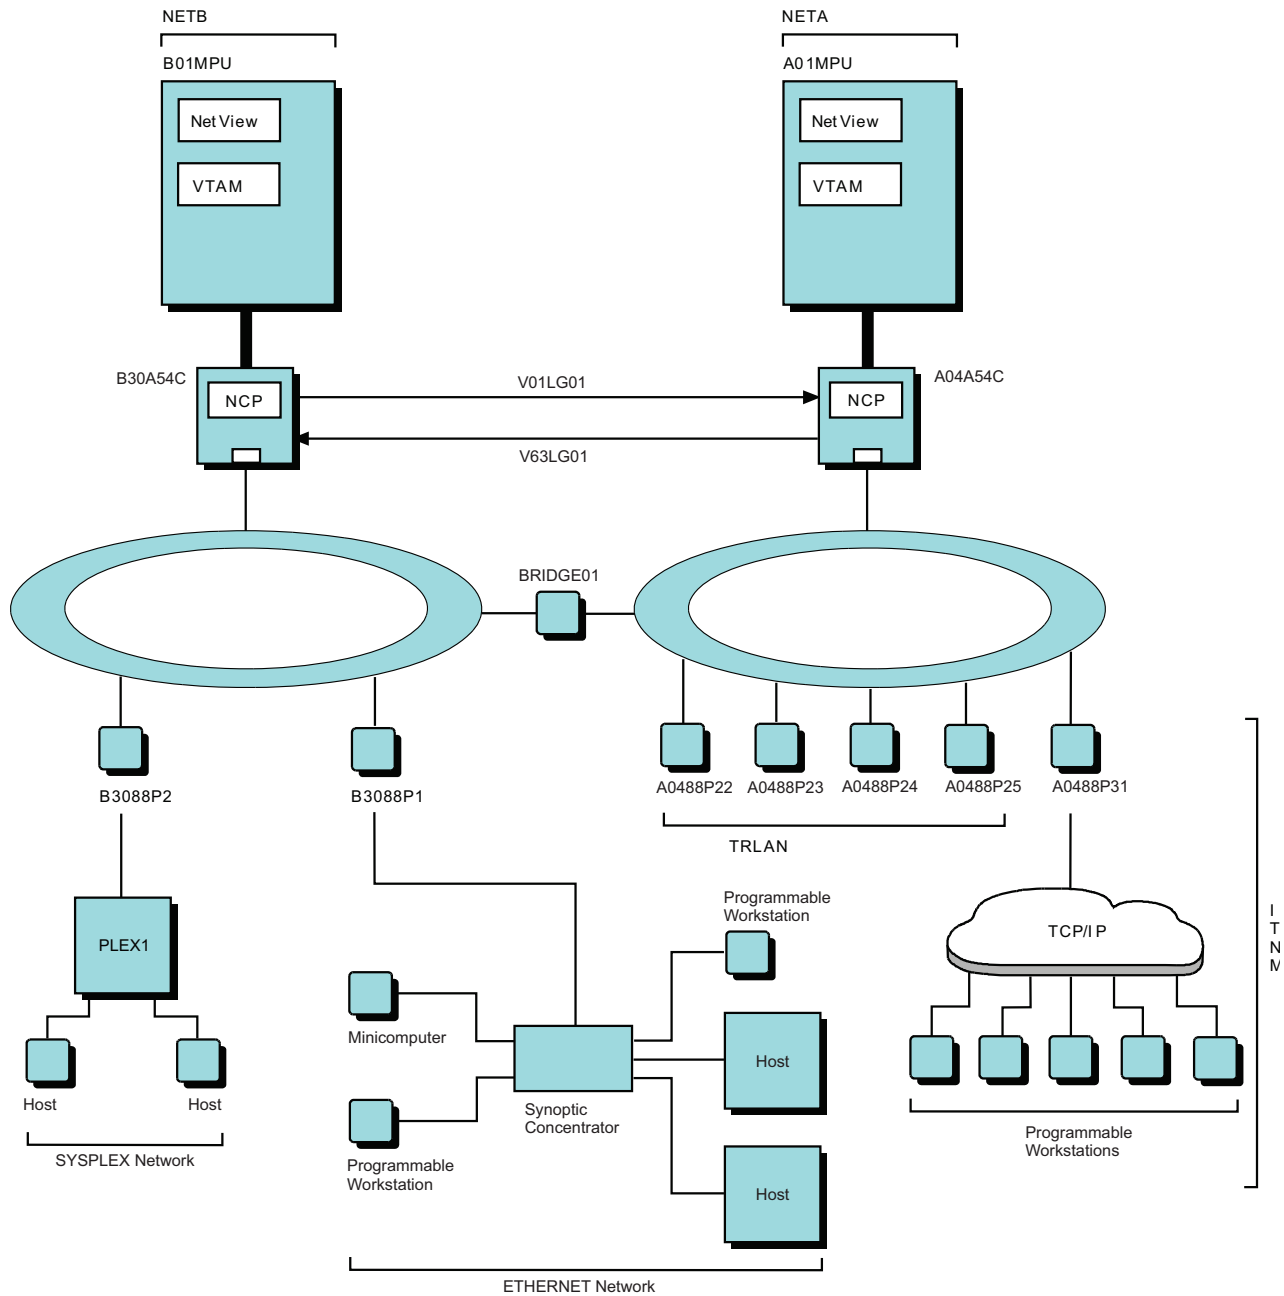 NETB
NETA
B01MPU
A01MPU
NetView
NetView
VTAM
VTAM
B30A54C
V01LG01
A04A54C
NCP
NCP
V63LG01
BRIDGE01
B3088P2
B3088P1
A0488P22
A0488P23
A0488P24
A0488P25
A0488P31
TRLAN
Programmable
Workstation
PLEX1
TCP/IP
I
T
N
M
Minicomputer
Host
Host
Host
Synoptic
Concentrator
SYSPLEX Network
Programmable
Workstation
Host
Programmable
Workstations
ETHERNET Network